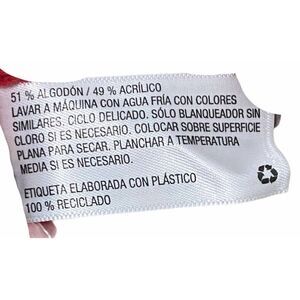 51 % ALGODÓN / 49 % ACRÍLICO
LAVAR A MÁQUINA CON AGUA FRÍA CON COLORES
SIMILARES. CICLO DELICADO. SÓLO BLANQUEADOR SIN
CLORO SI ES NECESARIO. COLOCAR SOBRE SUPERFICIE
PLANA PARA SECAR. PLANCHAR A TEMPERATURA
MEDIA SI ES NECESARIO.
ETIQUETA ELABORADA CON PLÁSTICO
100 % RECICLADO